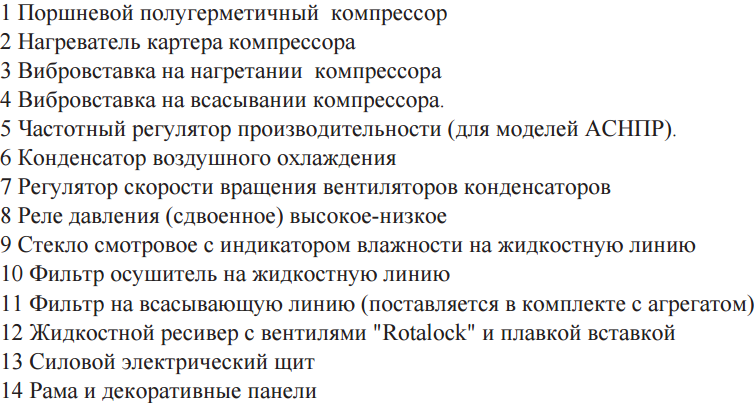 1 Поршневой полугерметичный  компрессор
2 Нагреватель картера компрессора
3 Вибровставка на нагретании  компрессора
4 Вибровставка на всасывании компрессора.
5 Частотный регулятор производительности (для моделей АСНПР).
6 Конденсатор воздушного охлаждения
7 Регулятор скорости вращения вентиляторов конденсаторов
8 Реле давления (сдвоенное) высокое-низкое
9 Стекло смотровое с индикатором влажности на жидкостную линию
10 Фильтр осушитель на жидкостную линию
11 Фильтр на всасывающую линию (поставляется в комплекте с агрегатом)
12 Жидкостной ресивер с вентилями "Rotalock" и плавкой вставкой
13 Силовой электрический щит
14 Рама и декоративные панели